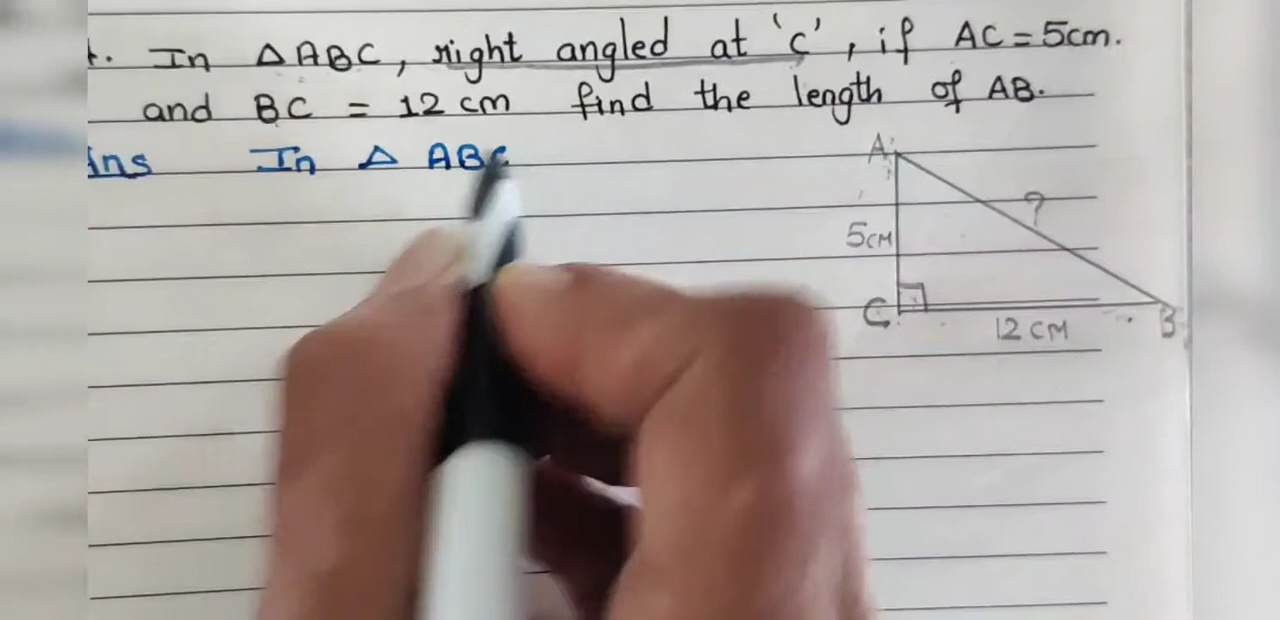 In △ABC, right angled at 'c', if AC = 5cm.
and BC = 12 cm find the length of AB.
Ans In △ ABC
A
?
5cm
C
12 CM
B